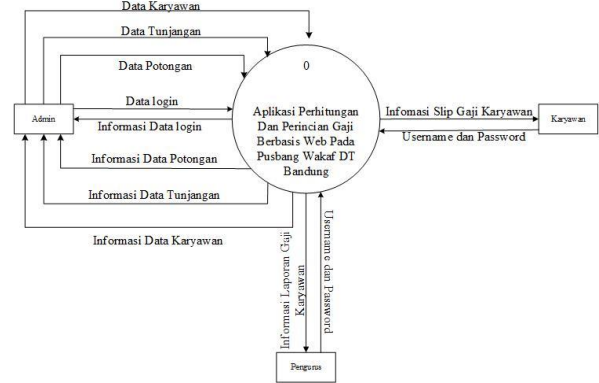 Data Karyawan
Data Tunjangan
Data Potongan
0
Data login
Admin
Informasi Data login
Aplikasi Perhitungan
Dan Perincian Gaji
Berbasis Web Pada
Pusbang Wakaf DT
Bandung
Infomasi Slip Gaji Karyawan
Karyawan
Username dan Password
Informasi Data Potongan
Informasi Data Tunjangan
Informasi Data Karyawan
Informasi Laporan Gaji
Karyawan
Username dan Password
Pengurus